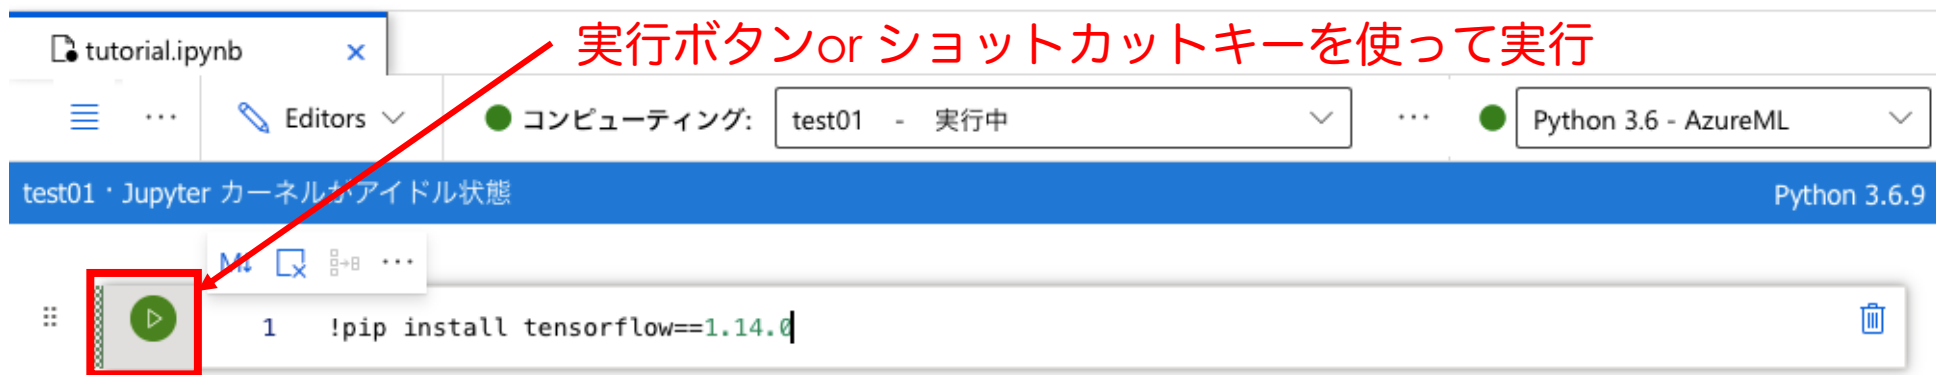 tutorial.ipynb ×
実行ボタンor ショットカットキーを使って実行
··· Editors コンピューティング: test01 - 実行中 ··· Python 3.6 - AzureML
test01 · Jupyter カーネルがアイドル状態 Python 3.6.9
M↓ ···
1 !pip install tensorflow==1.14.0